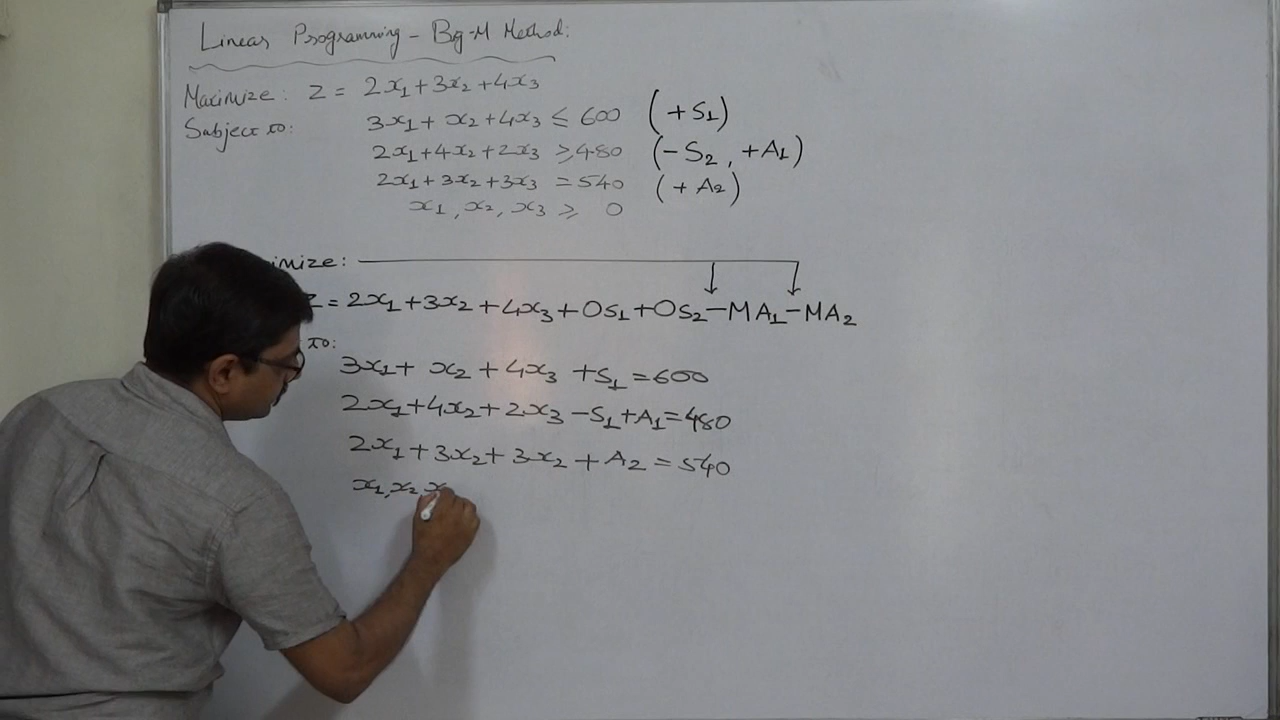 Linear Programming - Big-M Method:
Maximize: Z = 2x₁ + 3x₂ + 4x₃
Subject to: 3x₁ + x₂ + 4x₃ ≤ 600 (+S₁)
2x₁ + 4x₂ + 2x₃ ≥ 480 (-S₂, +A₁)
2x₁ + 3x₂ + 3x₃ = 540 (+A₂)
x₁, x₂, x₃ ≥ 0
imize:
Z = 2x₁ + 3x₂ + 4x₃ + 0S₁ + 0S₂ - MA₁ - MA₂
to:
3x₁ + x₂ + 4x₃ + S₁ = 600
2x₁ + 4x₂ + 2x₃ - S₁ + A₁ = 480
2x₁ + 3x₂ + 3x₂ + A₂ = 540
x₁, x₂, x